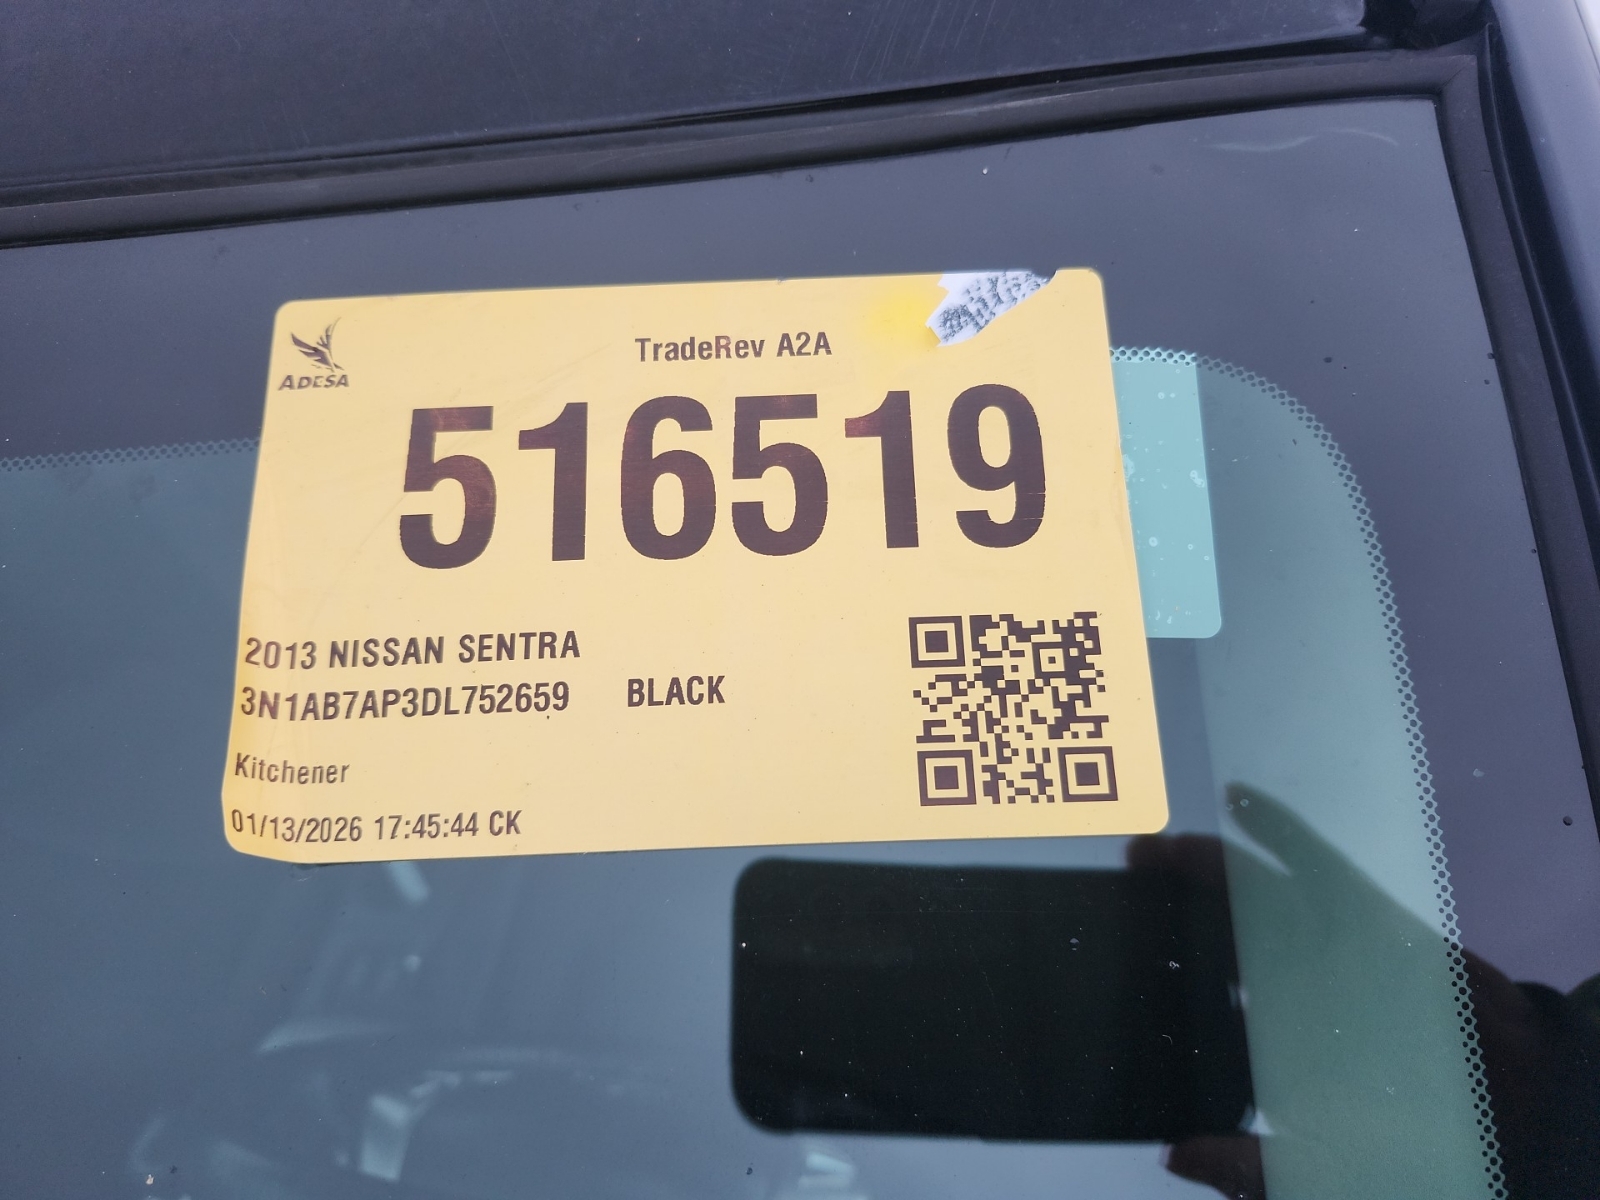 ADESA
TradeRev A2A
516519
2013 NISSAN SENTRA
3N1AB7AP3DL752659 BLACK
Kitchener
01/13/2026 17:45:44 CK